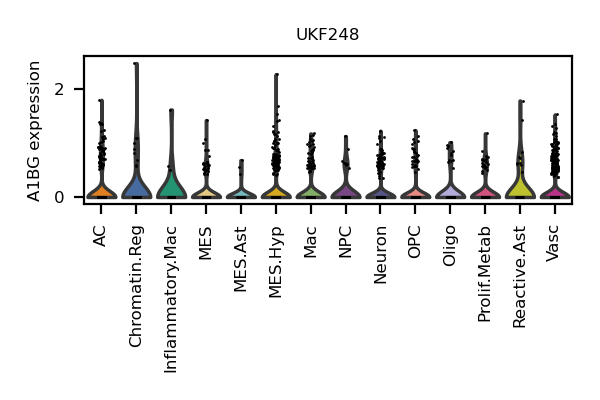 UKF248
A1BG expression
2
0
AC
Chromatin.Reg
Inflammatory.Mac
MES
MES.Ast
MES.Hyp
Mac
NPC
Neuron
OPC
Oligo
Prolif.Metab
Reactive.Ast
Vasc